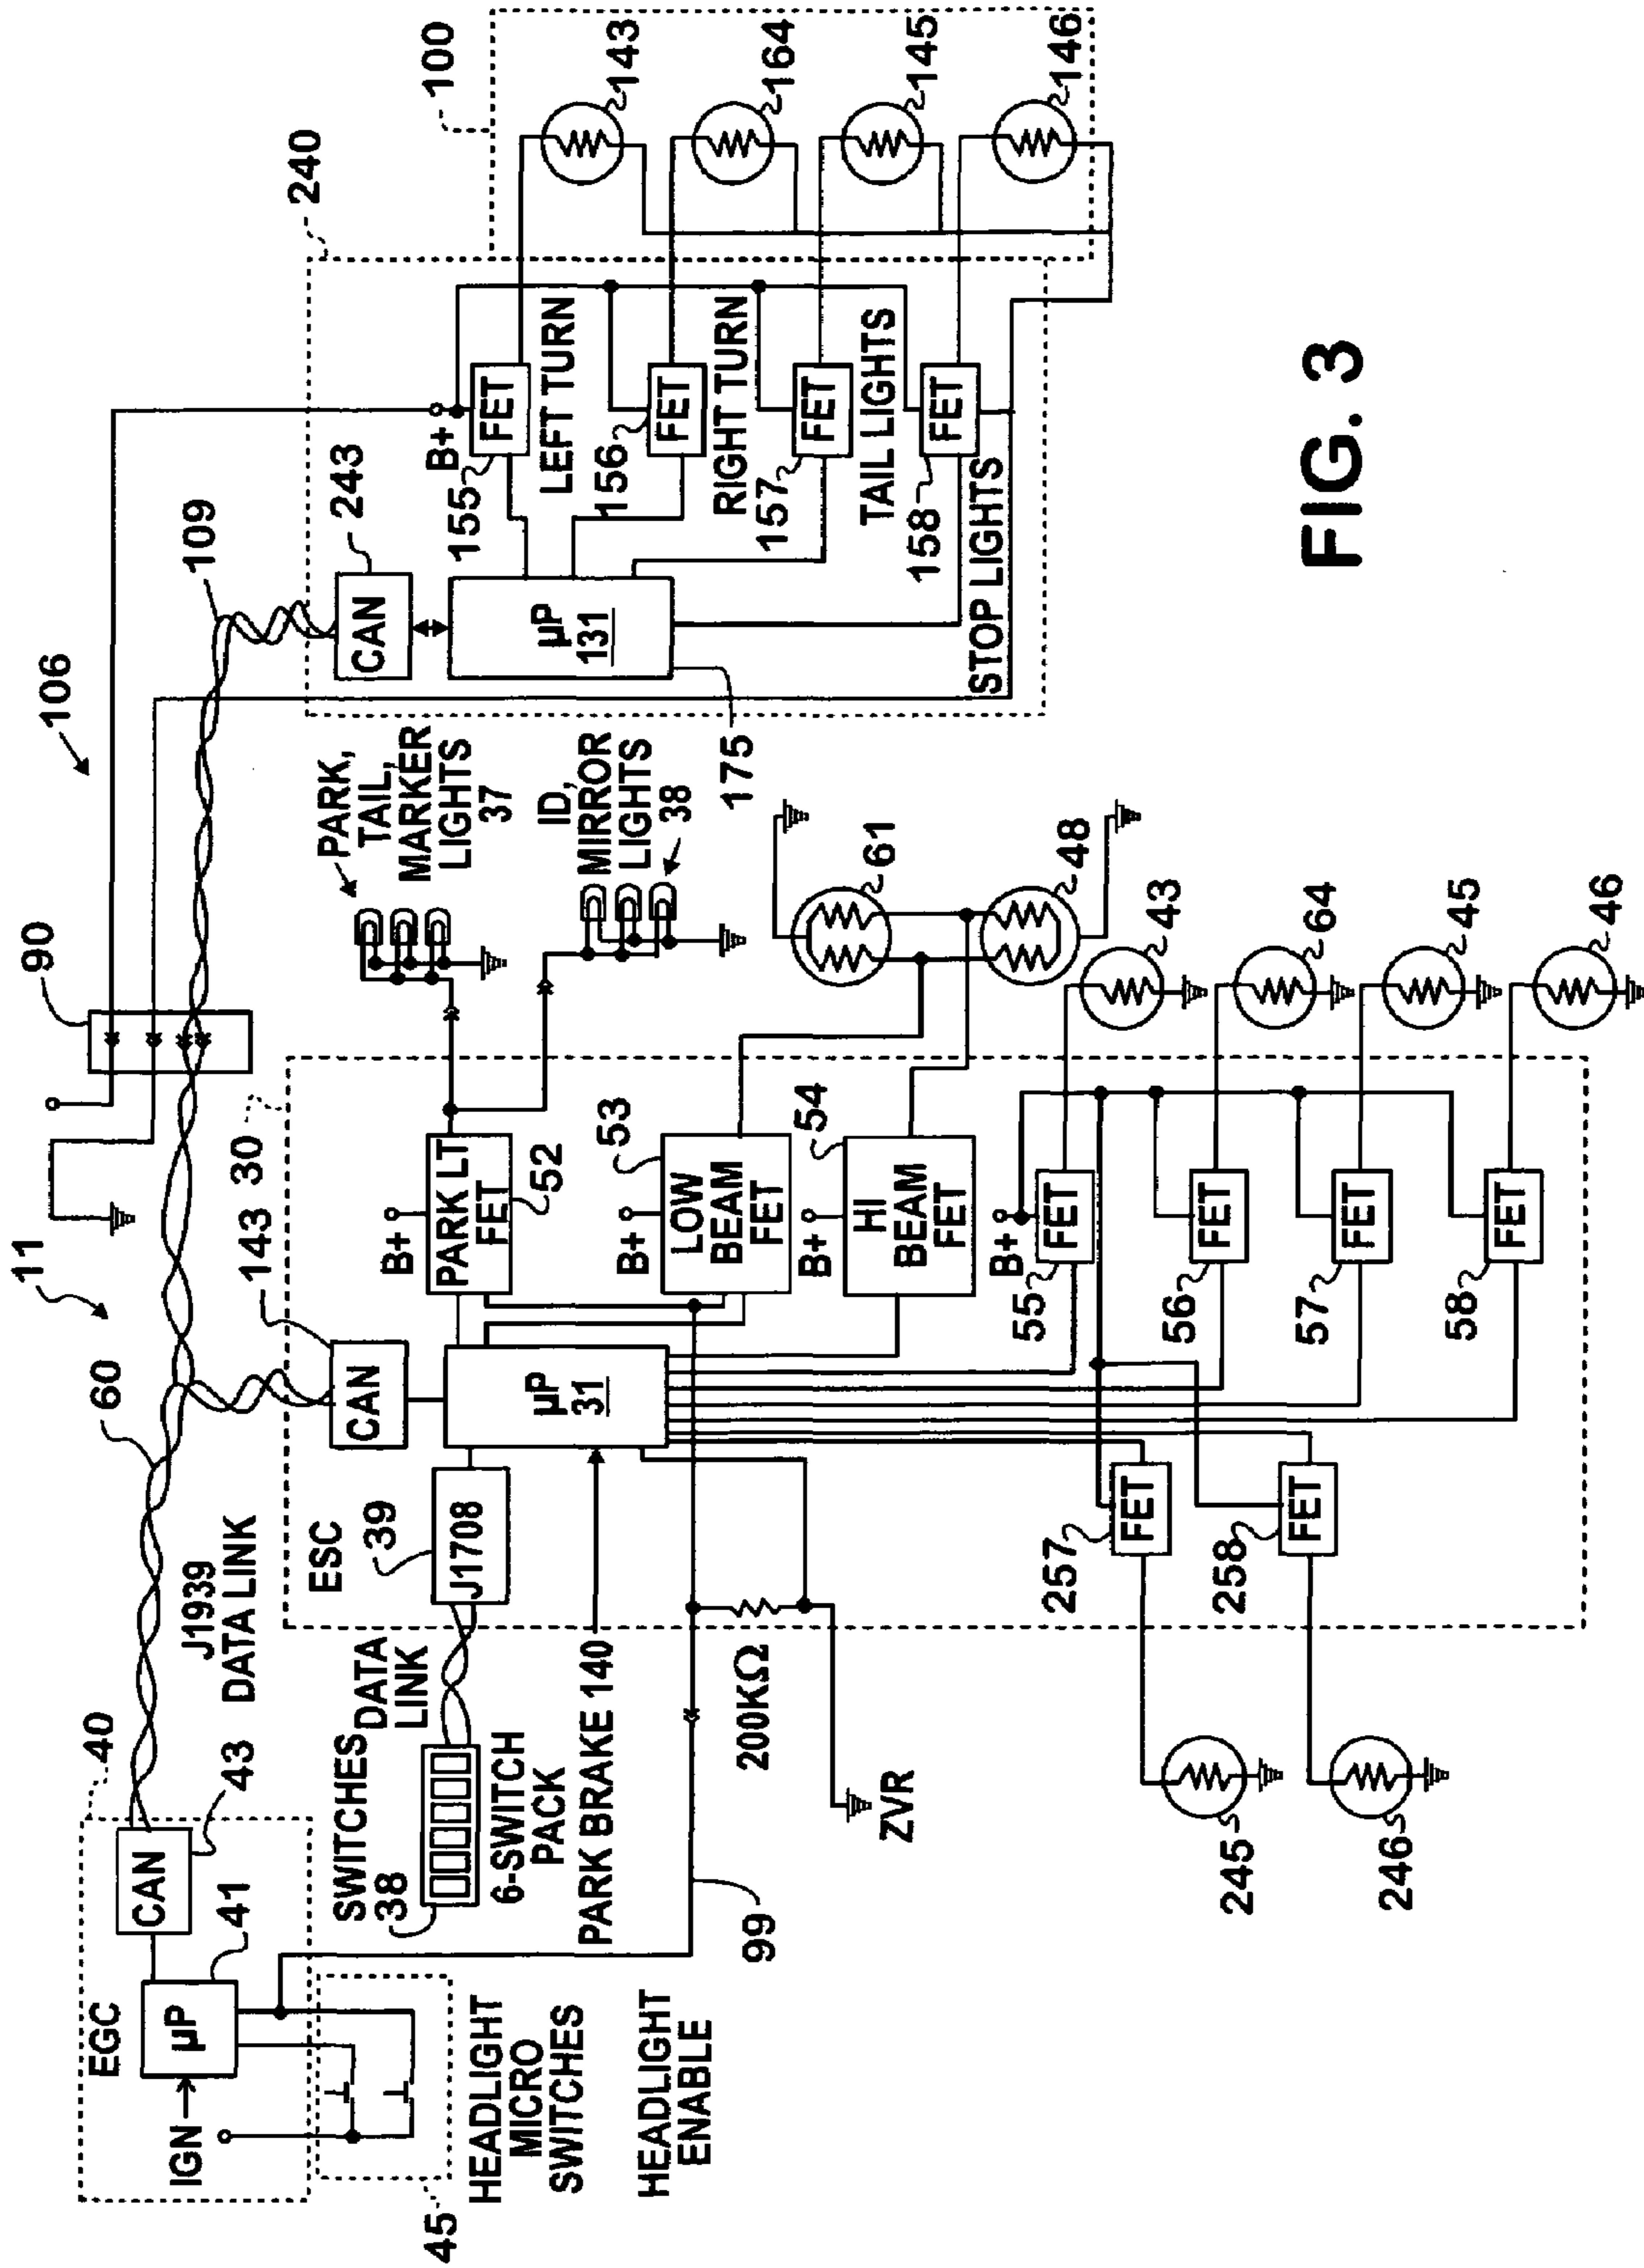 11
106
90
60
J1939
DATA LINK
40
EGC
IGN
µP
41
CAN
43
45
HEADLIGHT
MICRO
SWITCHES
HEADLIGHT
ENABLE
SWITCHES
38
DATA
LINK
6-SWITCH
PACK
PARK BRAKE 140
99
200KΩ
ZVR
ESC
39
J1708
143
CAN
30
µP
31
B+
PARK LT
FET
52
B+
LOW
BEAM
FET
53
B+
HI
BEAM
FET
54
B+
FET
55
FET
56
FET
57
FET
58
257
FET
258
FET
245
246
PARK,
TAIL,
MARKER
LIGHTS
37
ID,
MIRROR
LIGHTS
38
61
48
43
64
45
46
109
243
CAN
240
µP
131
175
B+
155
FET
LEFT TURN
156
FET
RIGHT TURN
157
FET
TAIL LIGHTS
158
FET
STOP LIGHTS
100
143
164
145
146
FIG. 3